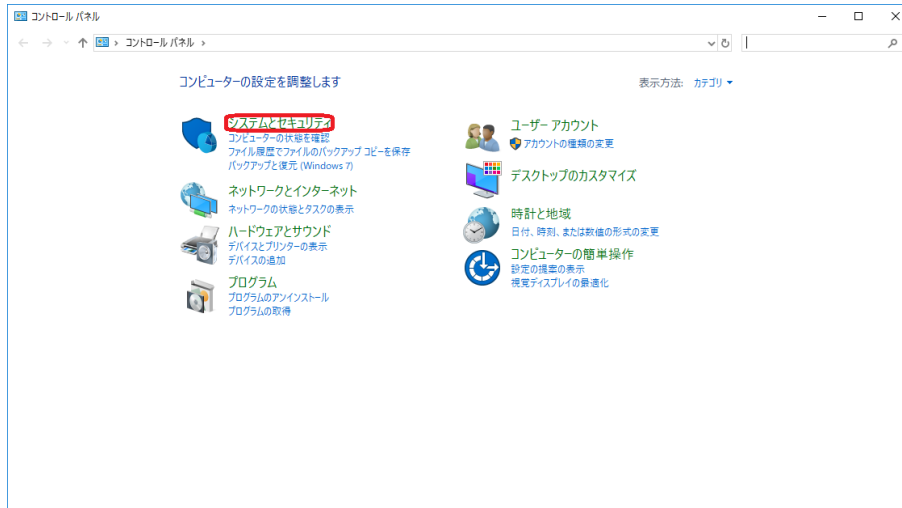 コントロール パネル
コントロール パネル
コンピューターの設定を調整します
表示方法: カテゴリ
システムとセキュリティ
コンピューターの状態を確認
ファイル履歴でファイルのバックアップ コピーを保存
バックアップと復元 (Windows 7)
ネットワークとインターネット
ネットワークの状態とタスクの表示
ハードウェアとサウンド
デバイスとプリンターの表示
デバイスの追加
プログラム
プログラムのアンインストール
プログラムの取得
ユーザー アカウント
アカウントの種類の変更
デスクトップのカスタマイズ
時計と地域
日付、時刻、または数値の形式の変更
コンピューターの簡単操作
設定の提案の表示
視覚ディスプレイの最適化